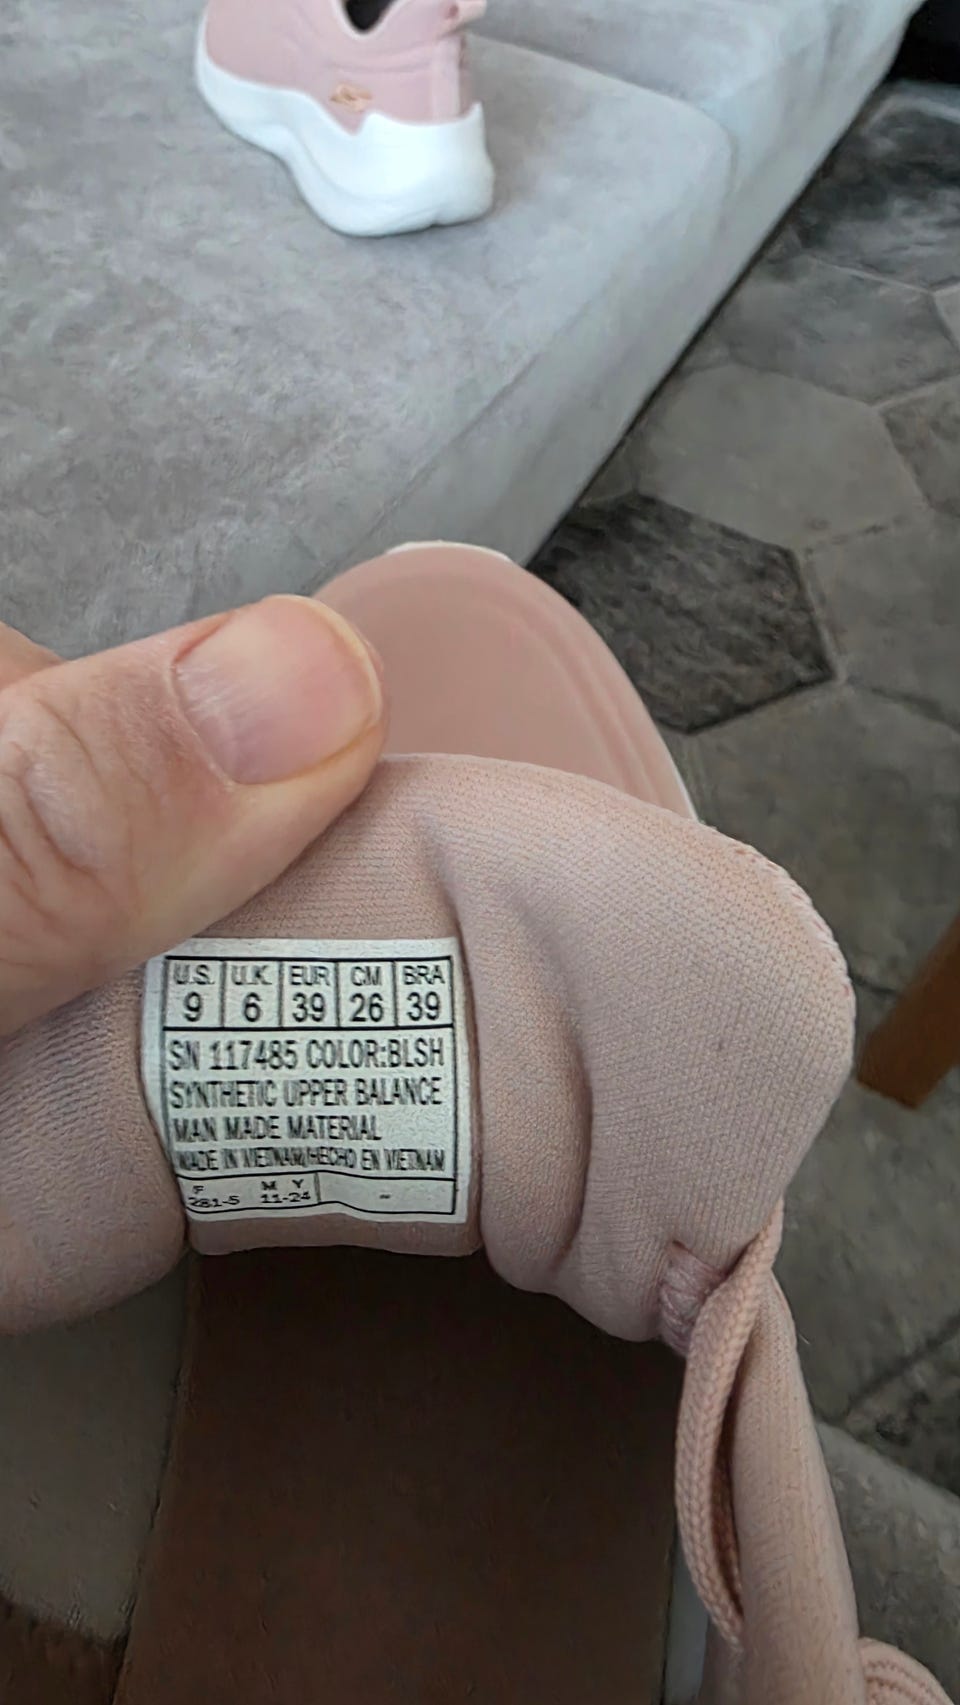 U.S. U.K. EUR CM BRA
9 6 39 26 39
SN 117485 COLOR:BLSH
SYNTHETIC UPPER BALANCE
MAN MADE MATERIAL
MADE IN VIETNAM/HECHO EN VIETNAM
F M Y
281-5 11-24 -